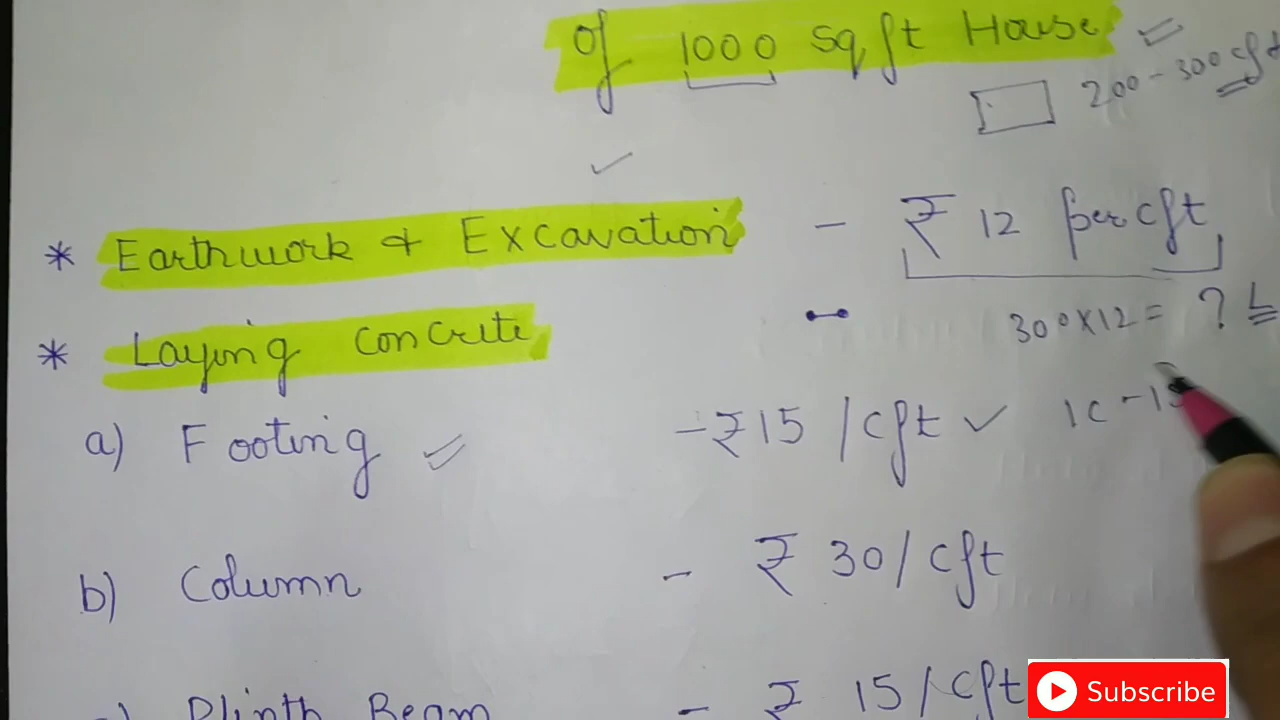 of 1000 sq ft House
200 - 300 cft
* Earthwork & Excavation - ₹ 12 per cft
300 x 12 = ?
* Laying concrete
a) Footing - ₹ 15 / cft ✓ 1c -
b) Column - ₹ 30 / cft
Plinth Beam - ₹ 15 / cft
Subscribe